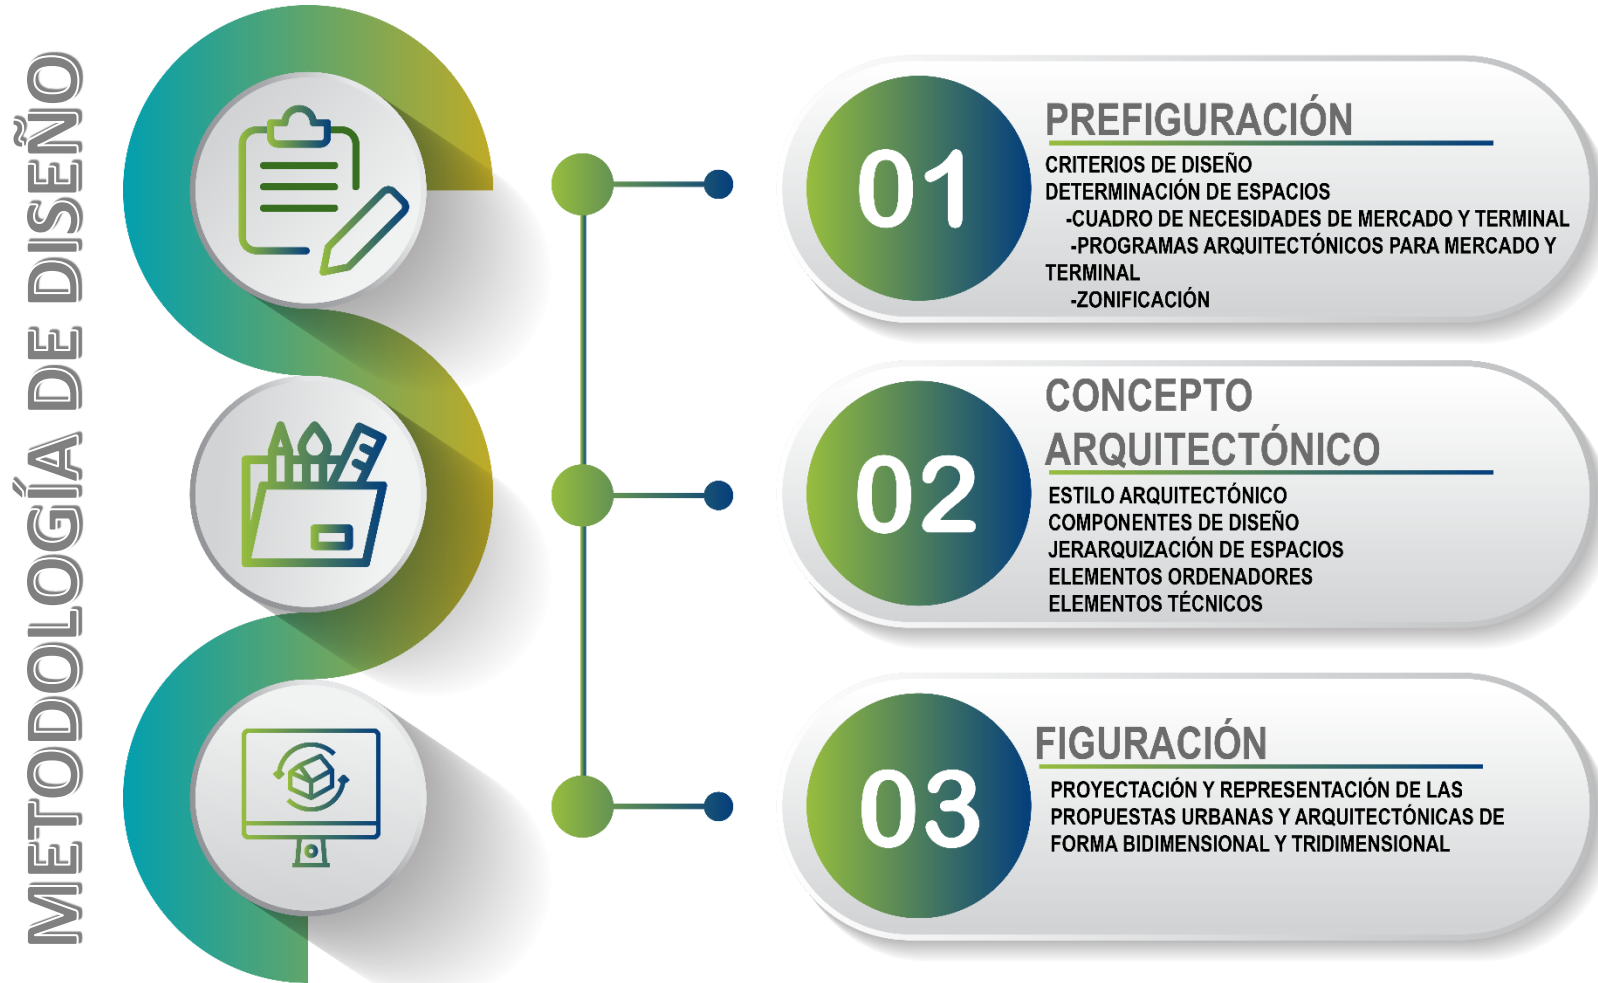 METODOLOGÍA DE DISEÑO
01
PREFIGURACIÓN
CRITERIOS DE DISEÑO
DETERMINACIÓN DE ESPACIOS
-CUADRO DE NECESIDADES DE MERCADO Y TERMINAL
-PROGRAMAS ARQUITECTÓNICOS PARA MERCADO Y
TERMINAL
-ZONIFICACIÓN
02
CONCEPTO
ARQUITECTÓNICO
ESTILO ARQUITECTÓNICO
COMPONENTES DE DISEÑO
JERARQUIZACIÓN DE ESPACIOS
ELEMENTOS ORDENADORES
ELEMENTOS TÉCNICOS
03
FIGURACIÓN
PROYECTACIÓN Y REPRESENTACIÓN DE LAS
PROPUESTAS URBANAS Y ARQUITECTÓNICAS DE
FORMA BIDIMENSIONAL Y TRIDIMENSIONAL